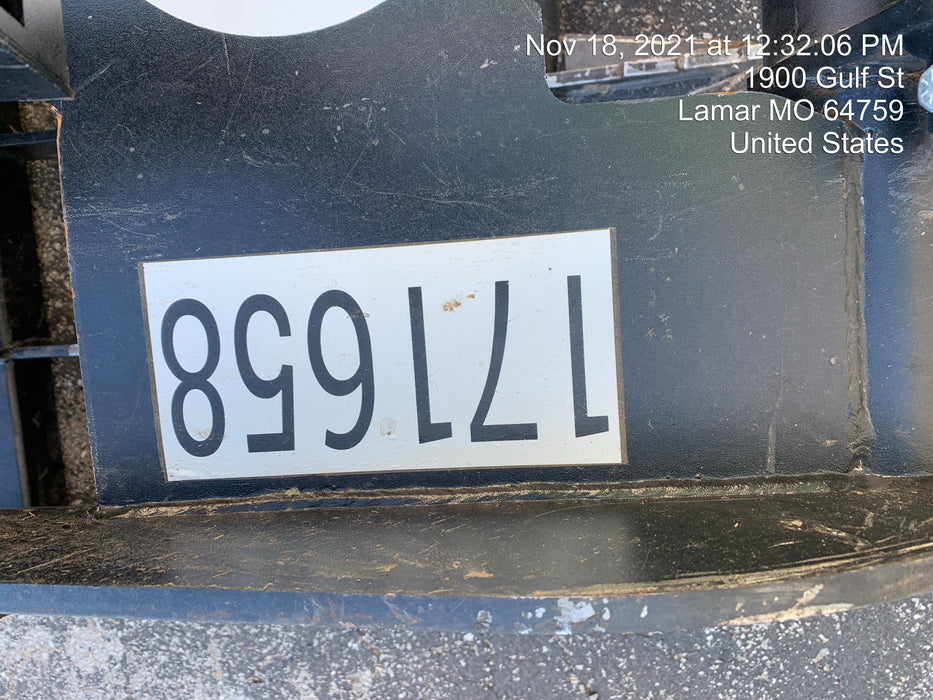 Nov 18, 2021 at 12:32:06 PM
1900 Gulf St
Lamar MO 64759
United States
171658